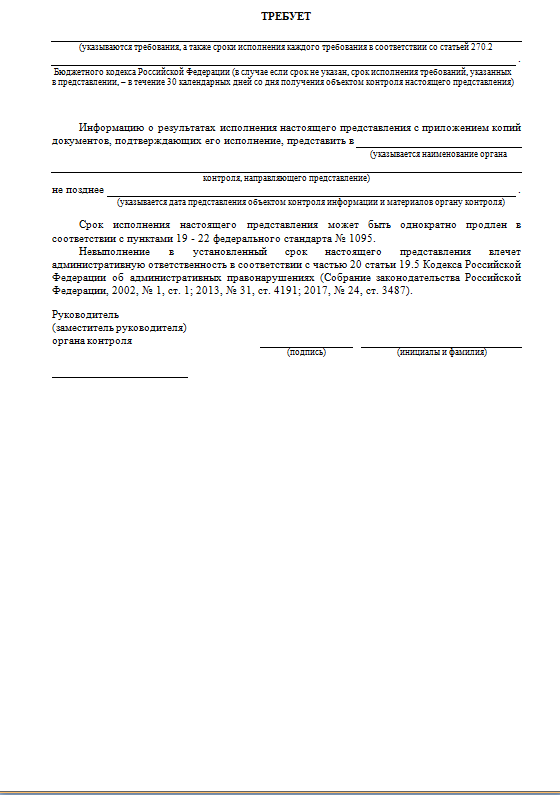 ТРЕБУЕТ
(указываются требования, а также сроки исполнения каждого требования в соответствии со статьей 270.2
.
Бюджетного кодекса Российской Федерации (в случае если срок не указан, срок исполнения требований, указанных
в представлении, – в течение 30 календарных дней со дня получения объектом контроля настоящего представления)
Информацию о результатах исполнения настоящего представления с приложением копий
документов, подтверждающих его исполнение, представить в
(указывается наименование органа
контроля, направляющего представление)
не позднее .
(указывается дата представления объектом контроля информации и материалов органу контроля)
Срок исполнения настоящего представления может быть однократно продлен в
соответствии с пунктами 19 - 22 федерального стандарта № 1095.
Невыполнение в установленный срок настоящего представления влечет
административную ответственность в соответствии с частью 20 статьи 19.5 Кодекса Российской
Федерации об административных правонарушениях (Собрание законодательства Российской
Федерации, 2002, № 1, ст. 1; 2013, № 31, ст. 4191; 2017, № 24, ст. 3487).
Руководитель
(заместитель руководителя)
органа контроля
(подпись) (инициалы и фамилия)